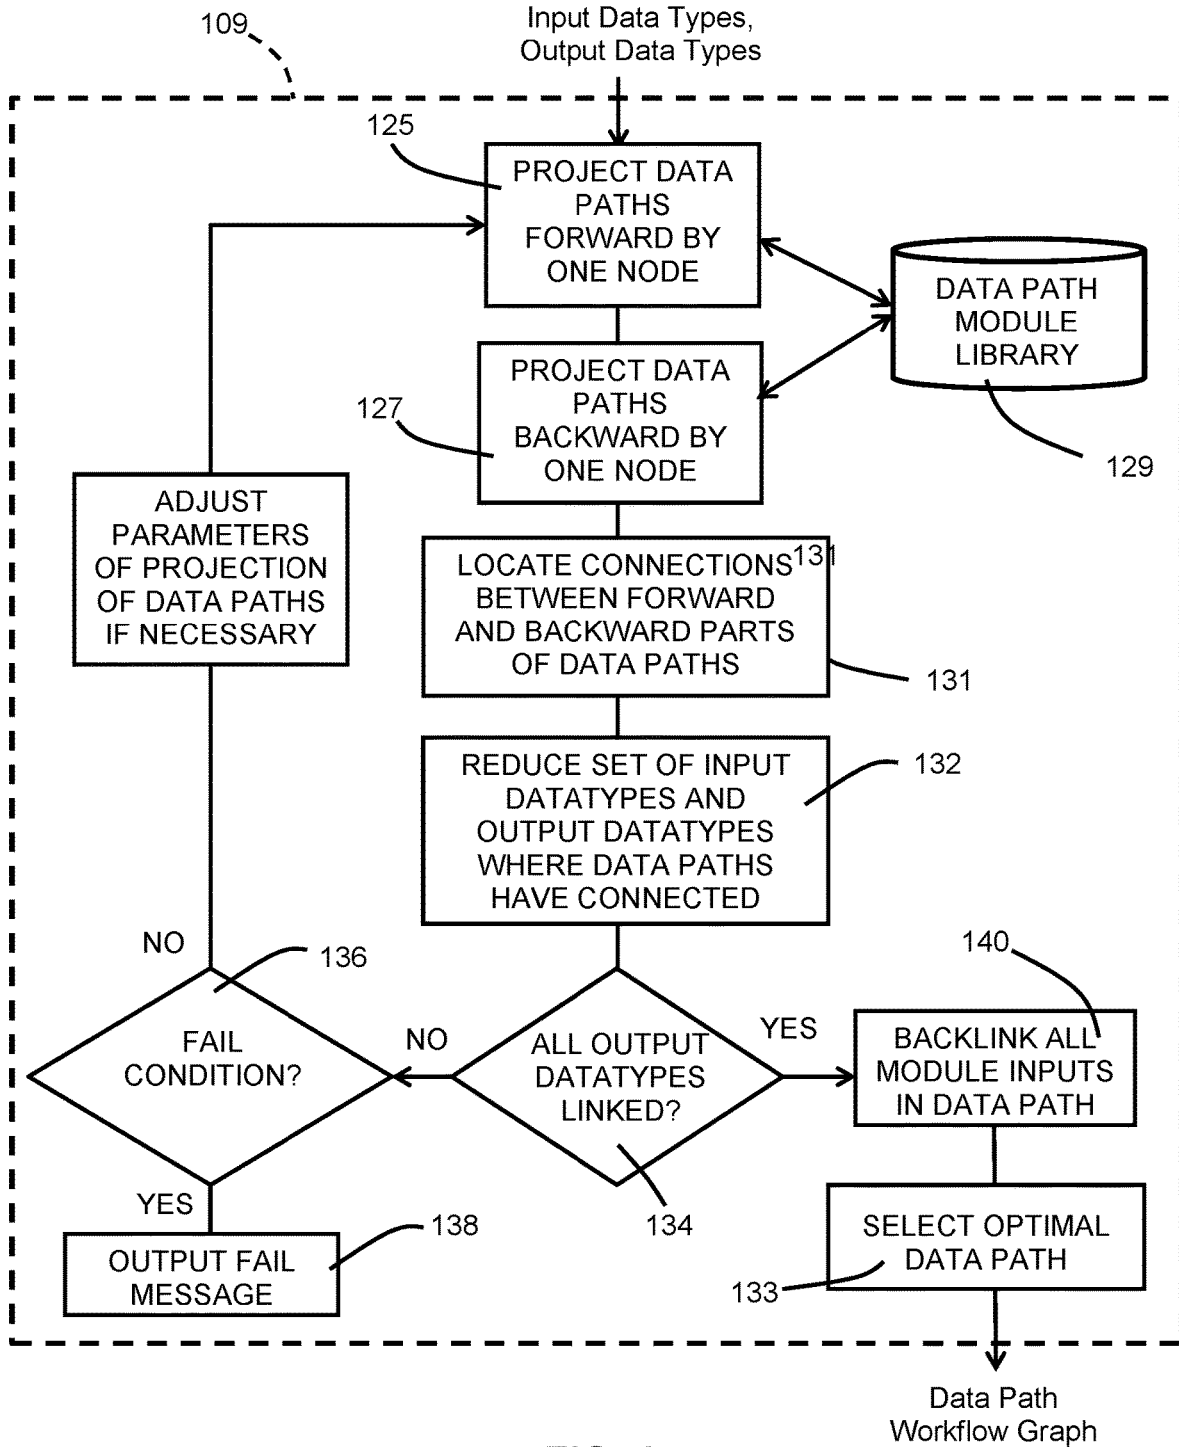 Input Data Types,
Output Data Types
109
125
PROJECT DATA
PATHS
FORWARD BY
ONE NODE
DATA PATH
MODULE
LIBRARY
129
127
PROJECT DATA
PATHS
BACKWARD BY
ONE NODE
ADJUST
PARAMETERS
OF PROJECTION
OF DATA PATHS
IF NECESSARY
LOCATE CONNECTIONS 131
BETWEEN FORWARD
AND BACKWARD PARTS
OF DATA PATHS
131
REDUCE SET OF INPUT
DATATYPES AND
OUTPUT DATATYPES
WHERE DATA PATHS
HAVE CONNECTED
132
NO
136
FAIL
CONDITION?
NO
ALL OUTPUT
DATATYPES
LINKED?
134
YES
140
BACKLINK ALL
MODULE INPUTS
IN DATA PATH
YES
OUTPUT FAIL
MESSAGE
138
SELECT OPTIMAL
DATA PATH
133
Data Path
Workflow Graph